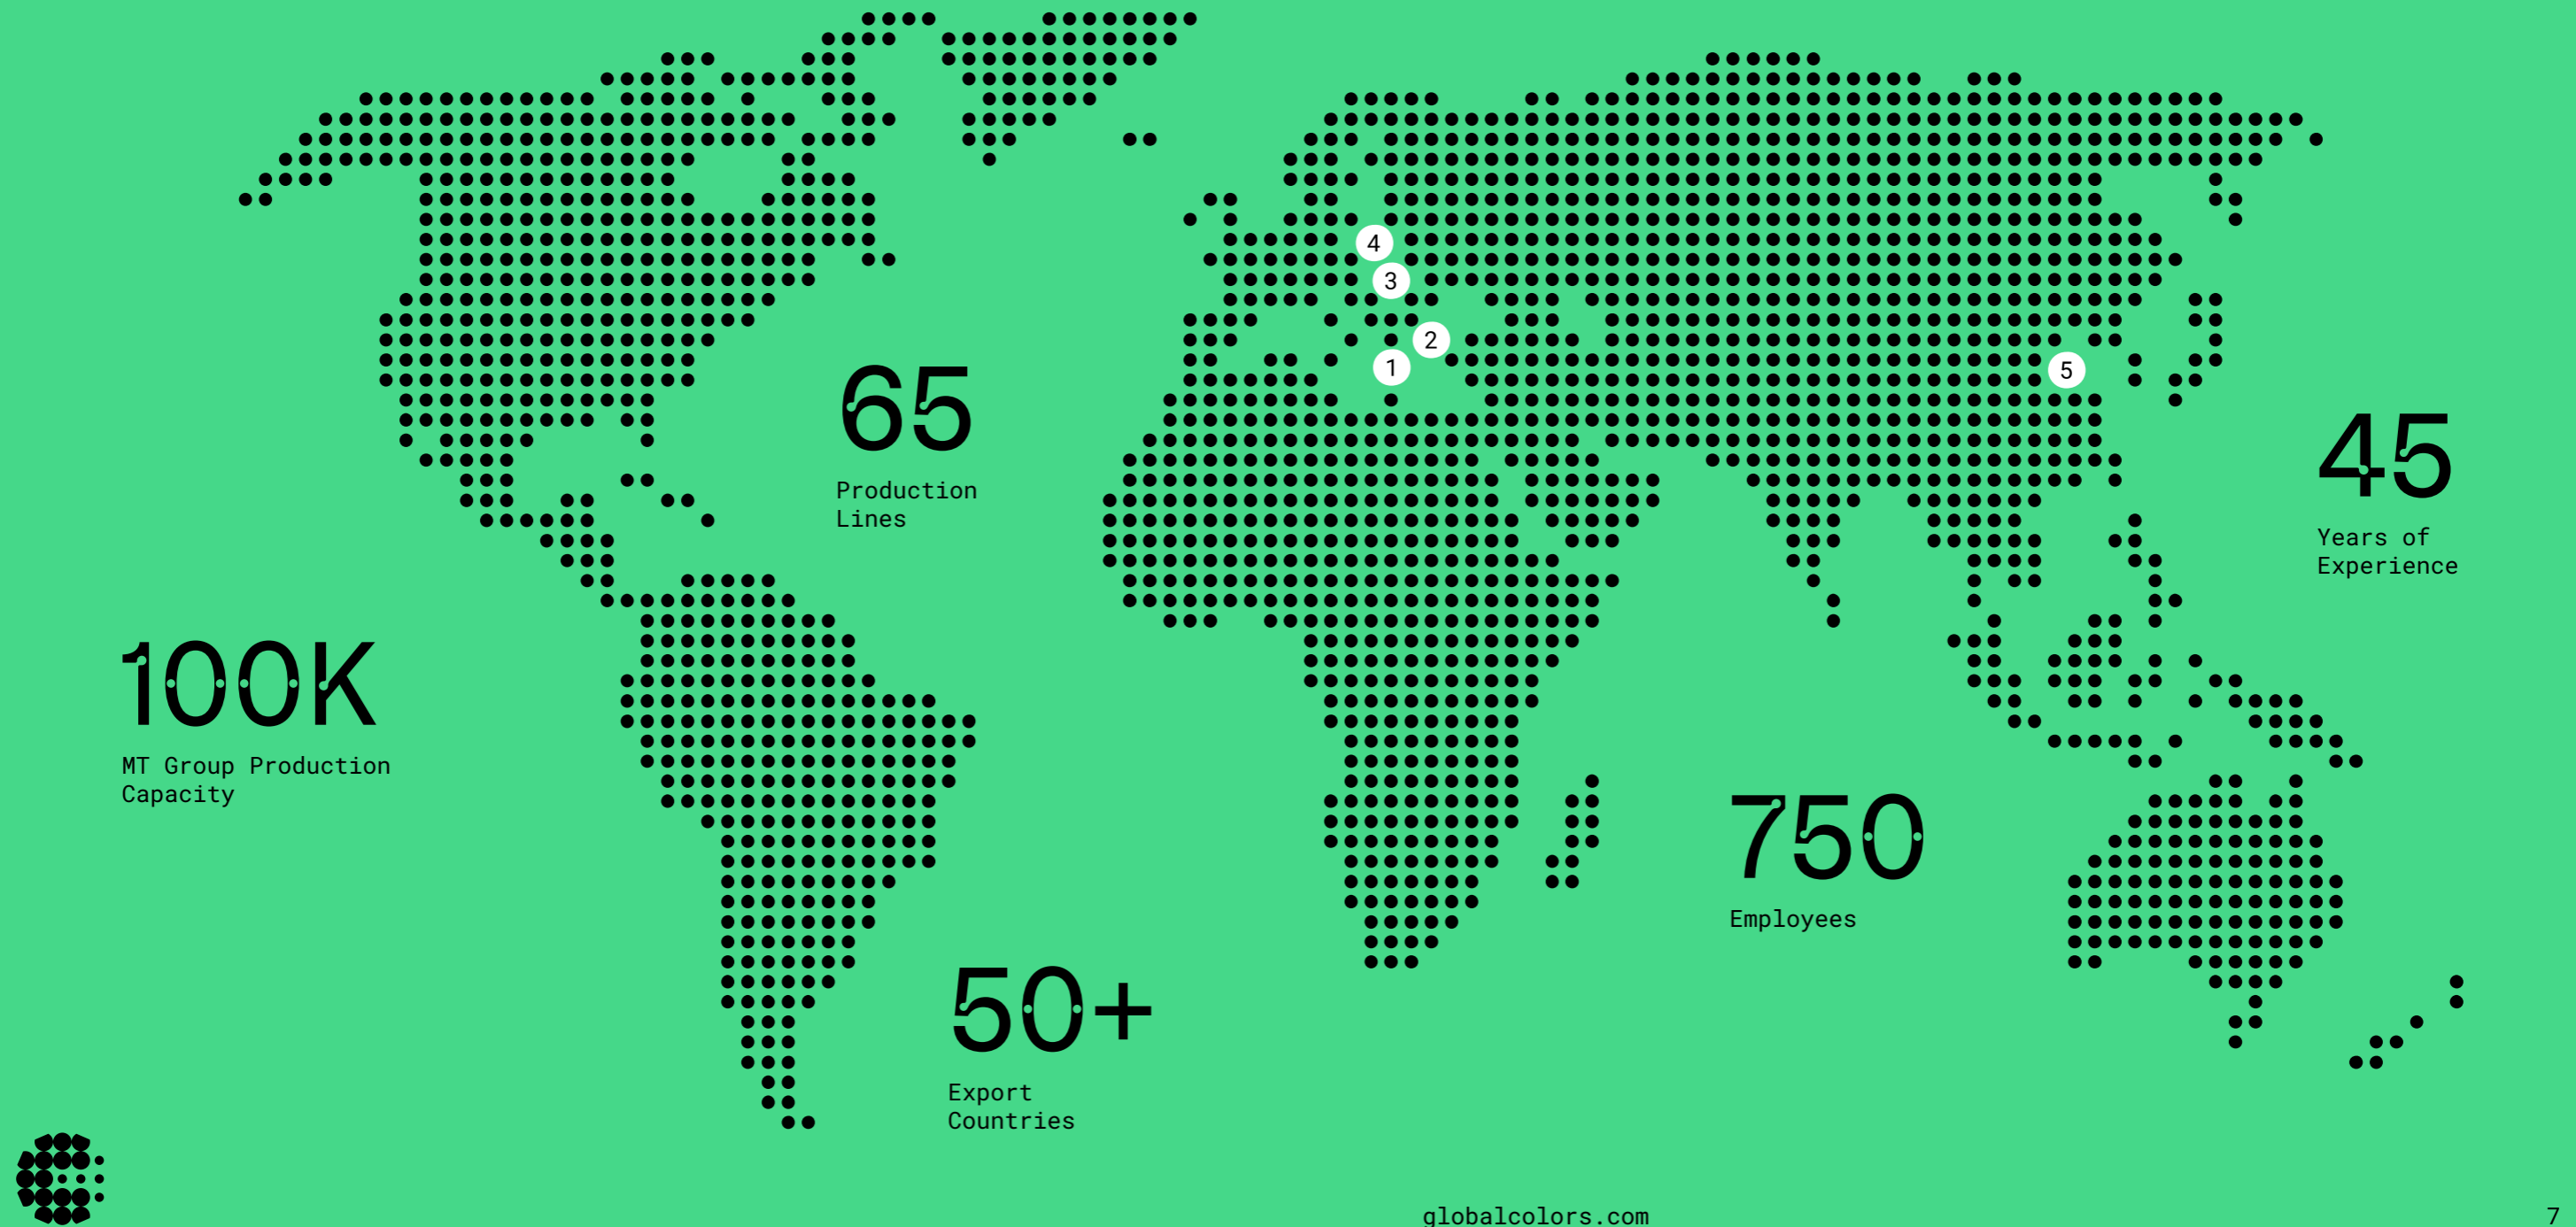 4
3
2
1
5
65
Production
Lines
45
Years of
Experience
100K
MT Group Production
Capacity
750
Employees
50+
Export
Countries
globalcolors.com
7